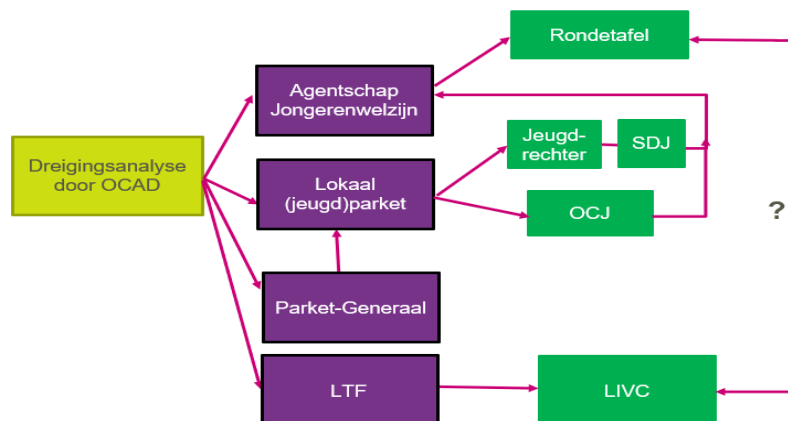 Rondetafel
Agentschap
Jongerenwelzijn
Jeugd-
rechter
SDJ
Dreigingsanalyse
door OCAD
Lokaal
(jeugd)parket
OCJ
?
Parket-Generaal
LTF
LIVC